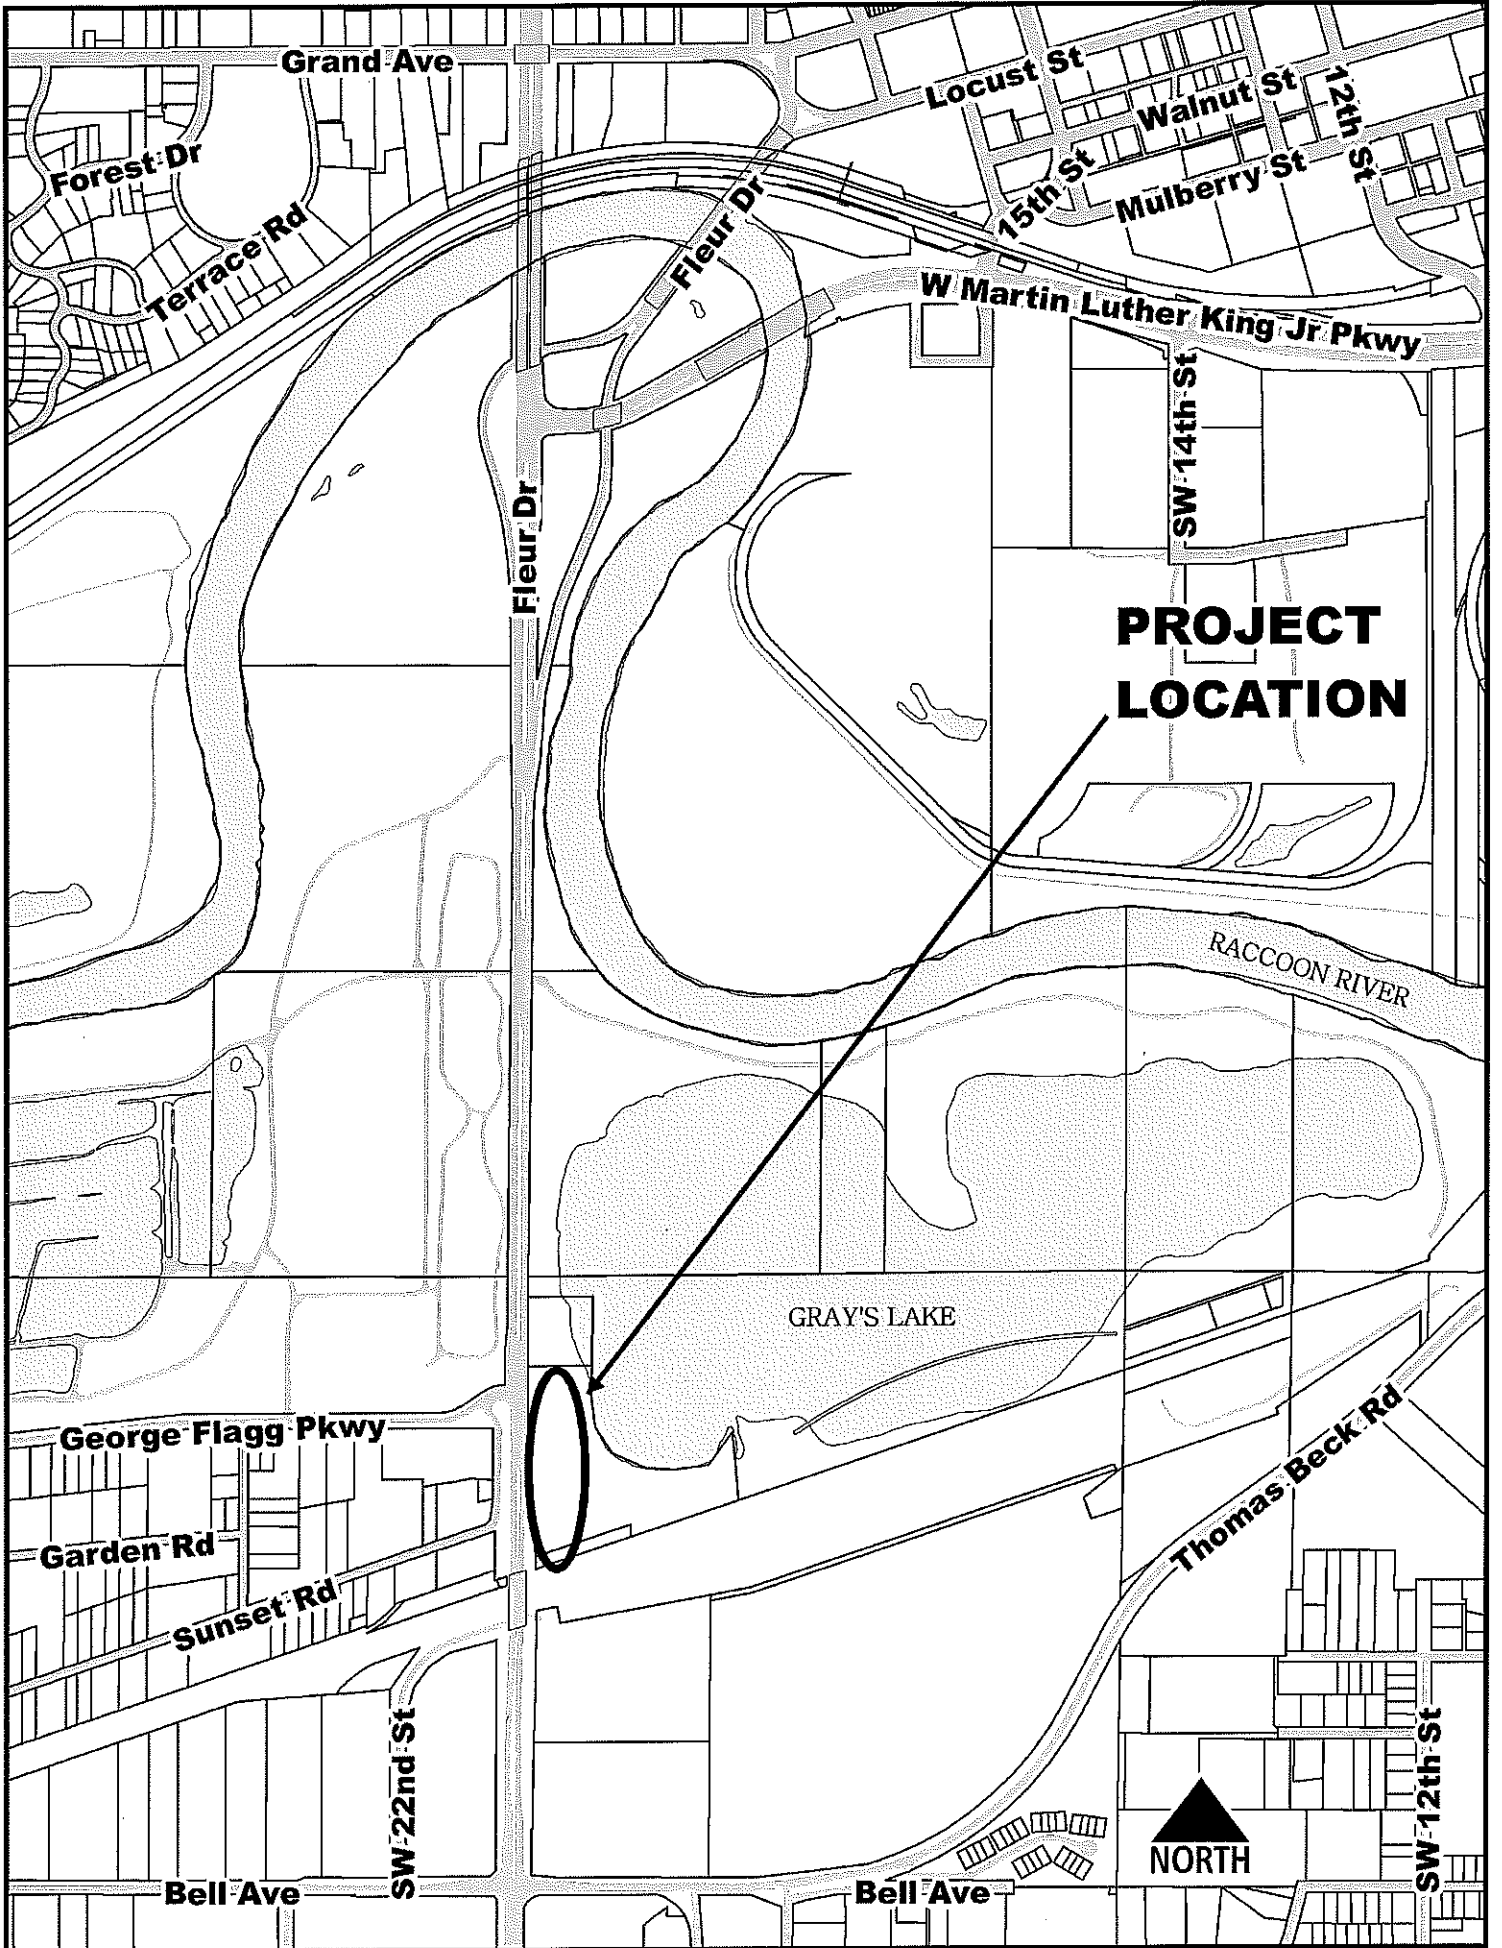 Grand Ave
Locust St
Walnut St
12th St
Forest Dr
Mulberry St
15th St
Fleur Dr
Terrace Rd
W Martin Luther King Jr Pkwy
SW 14th St
Fleur Dr
PROJECT
LOCATION
RACCOON RIVER
GRAY'S LAKE
George Flagg Pkwy
Thomas Beck Rd
Garden Rd
Sunset Rd
SW 22nd St
SW 12th St
NORTH
Bell Ave
Bell Ave